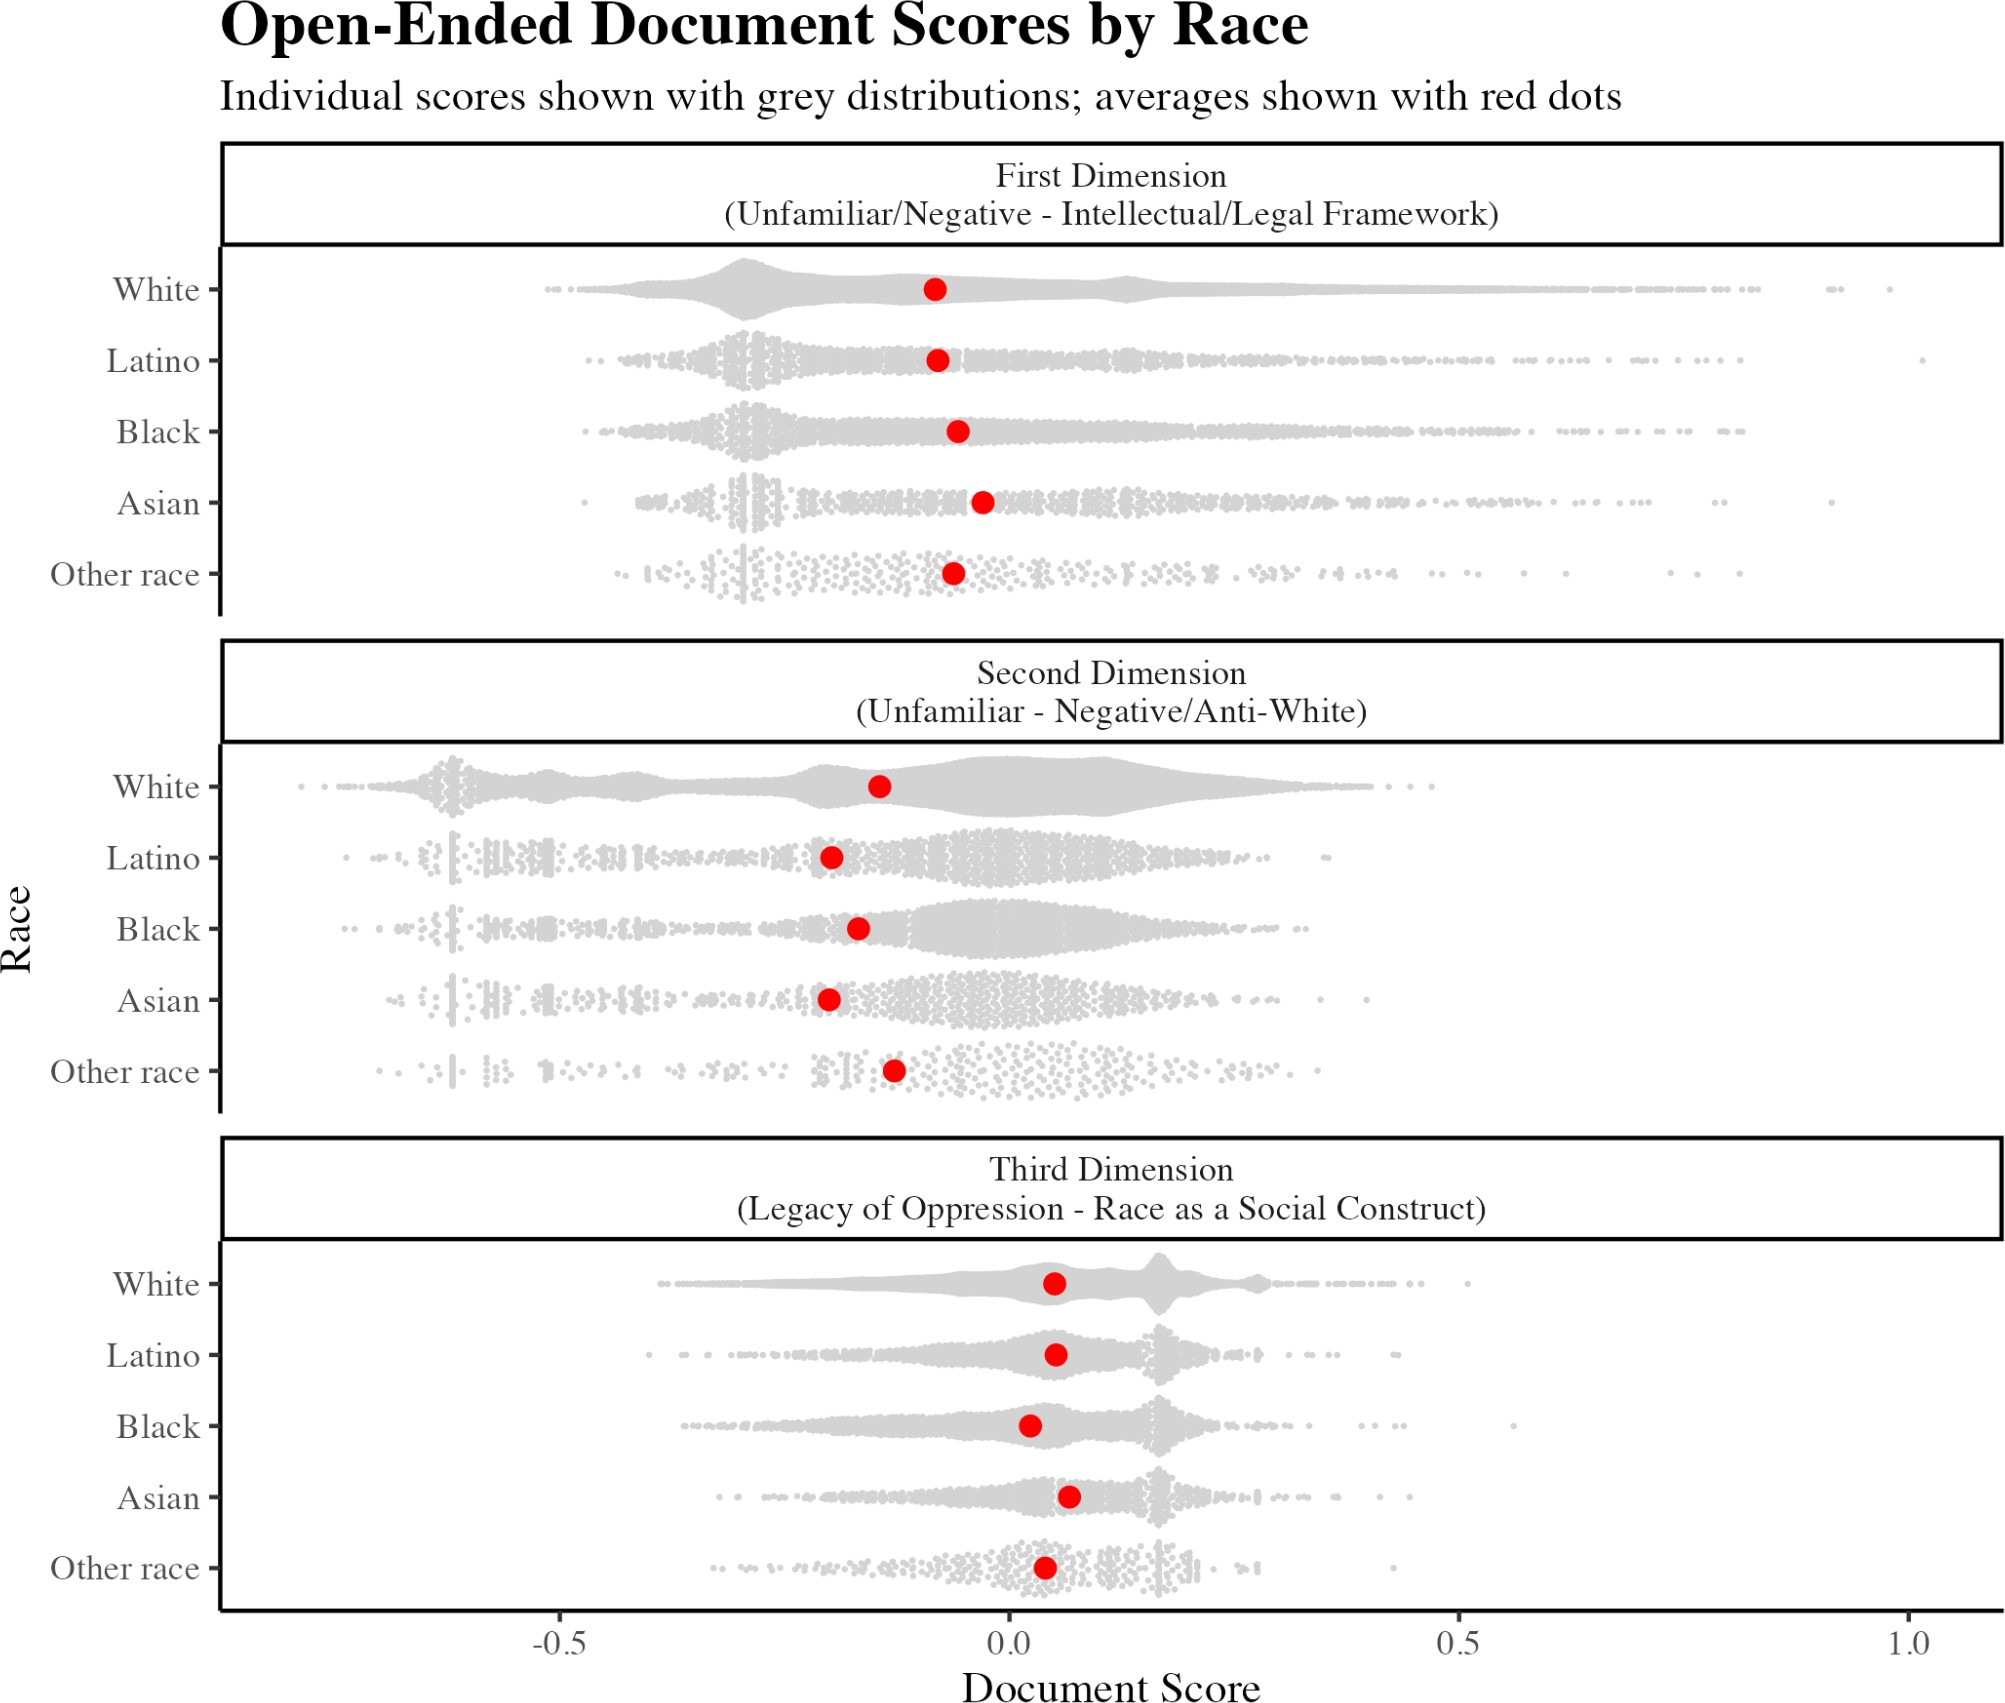 Open-Ended Document Scores by Race
Individual scores shown with grey distributions; averages shown with red dots
First Dimension
(Unfamiliar/Negative - Intellectual/Legal Framework)
White
Latino
Black
Asian
Other race
Second Dimension
(Unfamiliar - Negative/Anti-White)
White
Latino
Black
Asian
Other race
Race
Third Dimension
(Legacy of Oppression - Race as a Social Construct)
White
Latino
Black
Asian
Other race
-0.5 0.0 0.5 1.0
Document Score